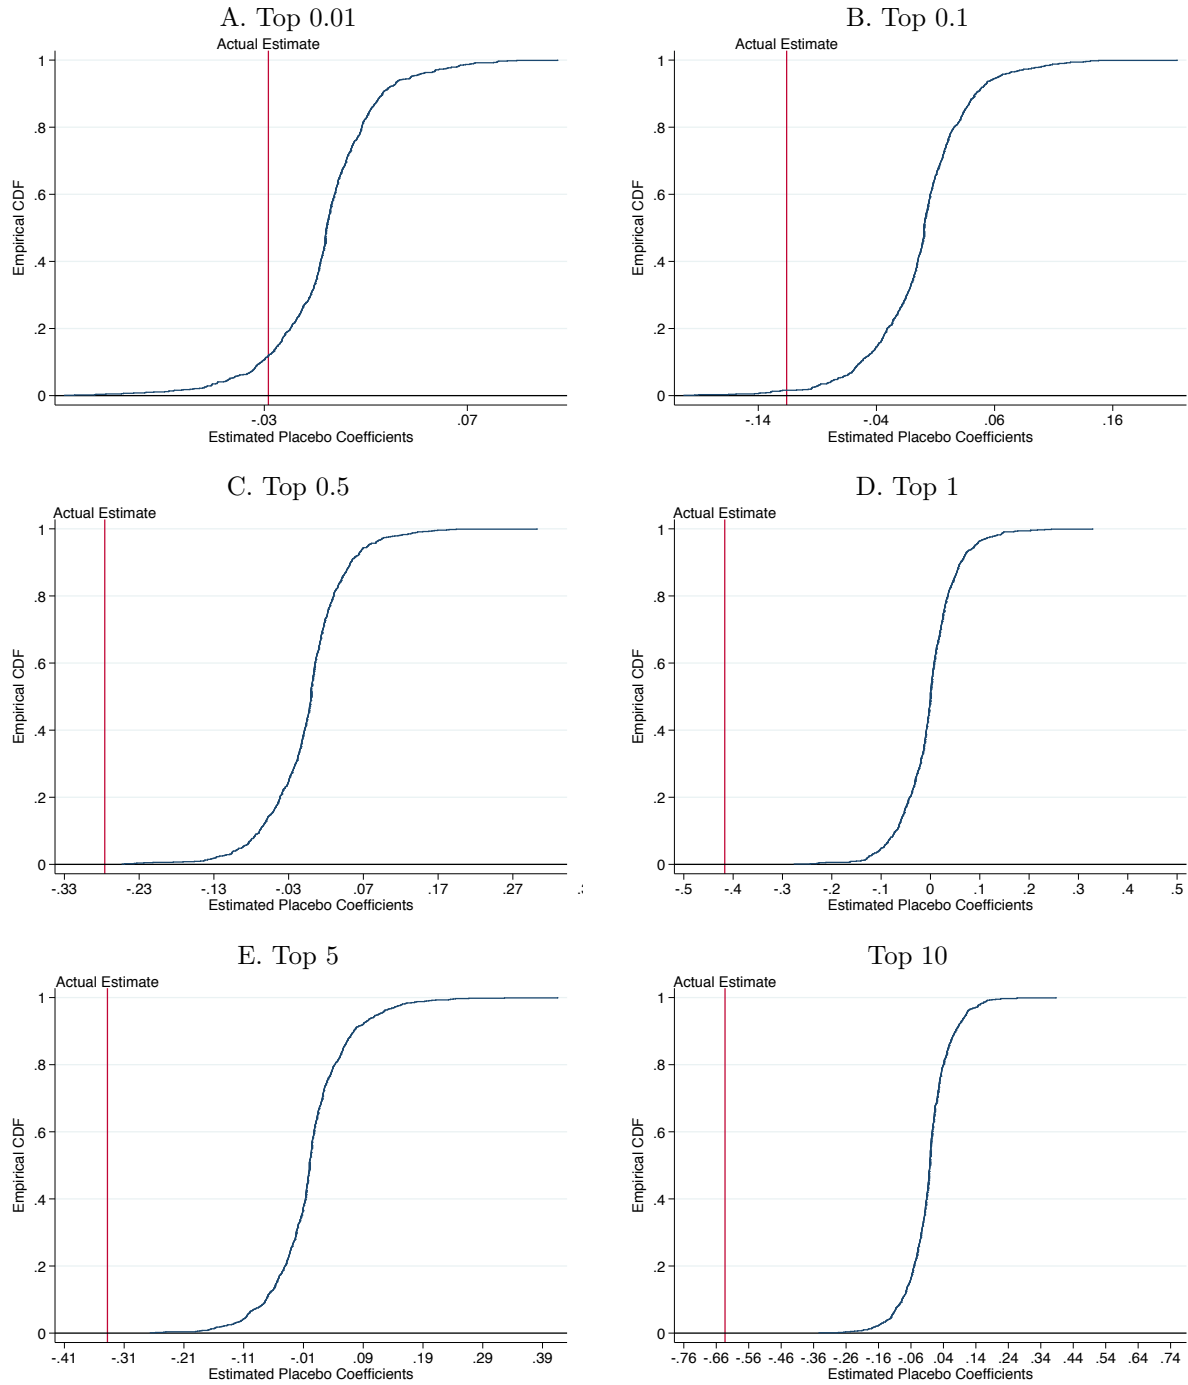 A. Top 0.01
Actual Estimate
1
.8
.6
.4
.2
0
Empirical CDF
-.03 .07
Estimated Placebo Coefficients
B. Top 0.1
Actual Estimate
1
.8
.6
.4
.2
0
Empirical CDF
-.14 -.04 .06 .16
Estimated Placebo Coefficients
C. Top 0.5
Actual Estimate
1
.8
.6
.4
.2
0
Empirical CDF
-.33 -.23 -.13 -.03 .07 .17 .27
Estimated Placebo Coefficients
D. Top 1
Actual Estimate
1
.8
.6
.4
.2
0
Empirical CDF
-.5 -.4 -.3 -.2 -.1 0 .1 .2 .3 .4 .5
Estimated Placebo Coefficients
E. Top 5
Actual Estimate
1
.8
.6
.4
.2
0
Empirical CDF
-.41 -.31 -.21 -.11 -.01 .09 .19 .29 .39
Estimated Placebo Coefficients
Top 10
Actual Estimate
1
.8
.6
.4
.2
0
Empirical CDF
-.76 -.66 -.56 -.46 -.36 -.26 -.16 -.06 .04 .14 .24 .34 .44 .54 .64 .74
Estimated Placebo Coefficients